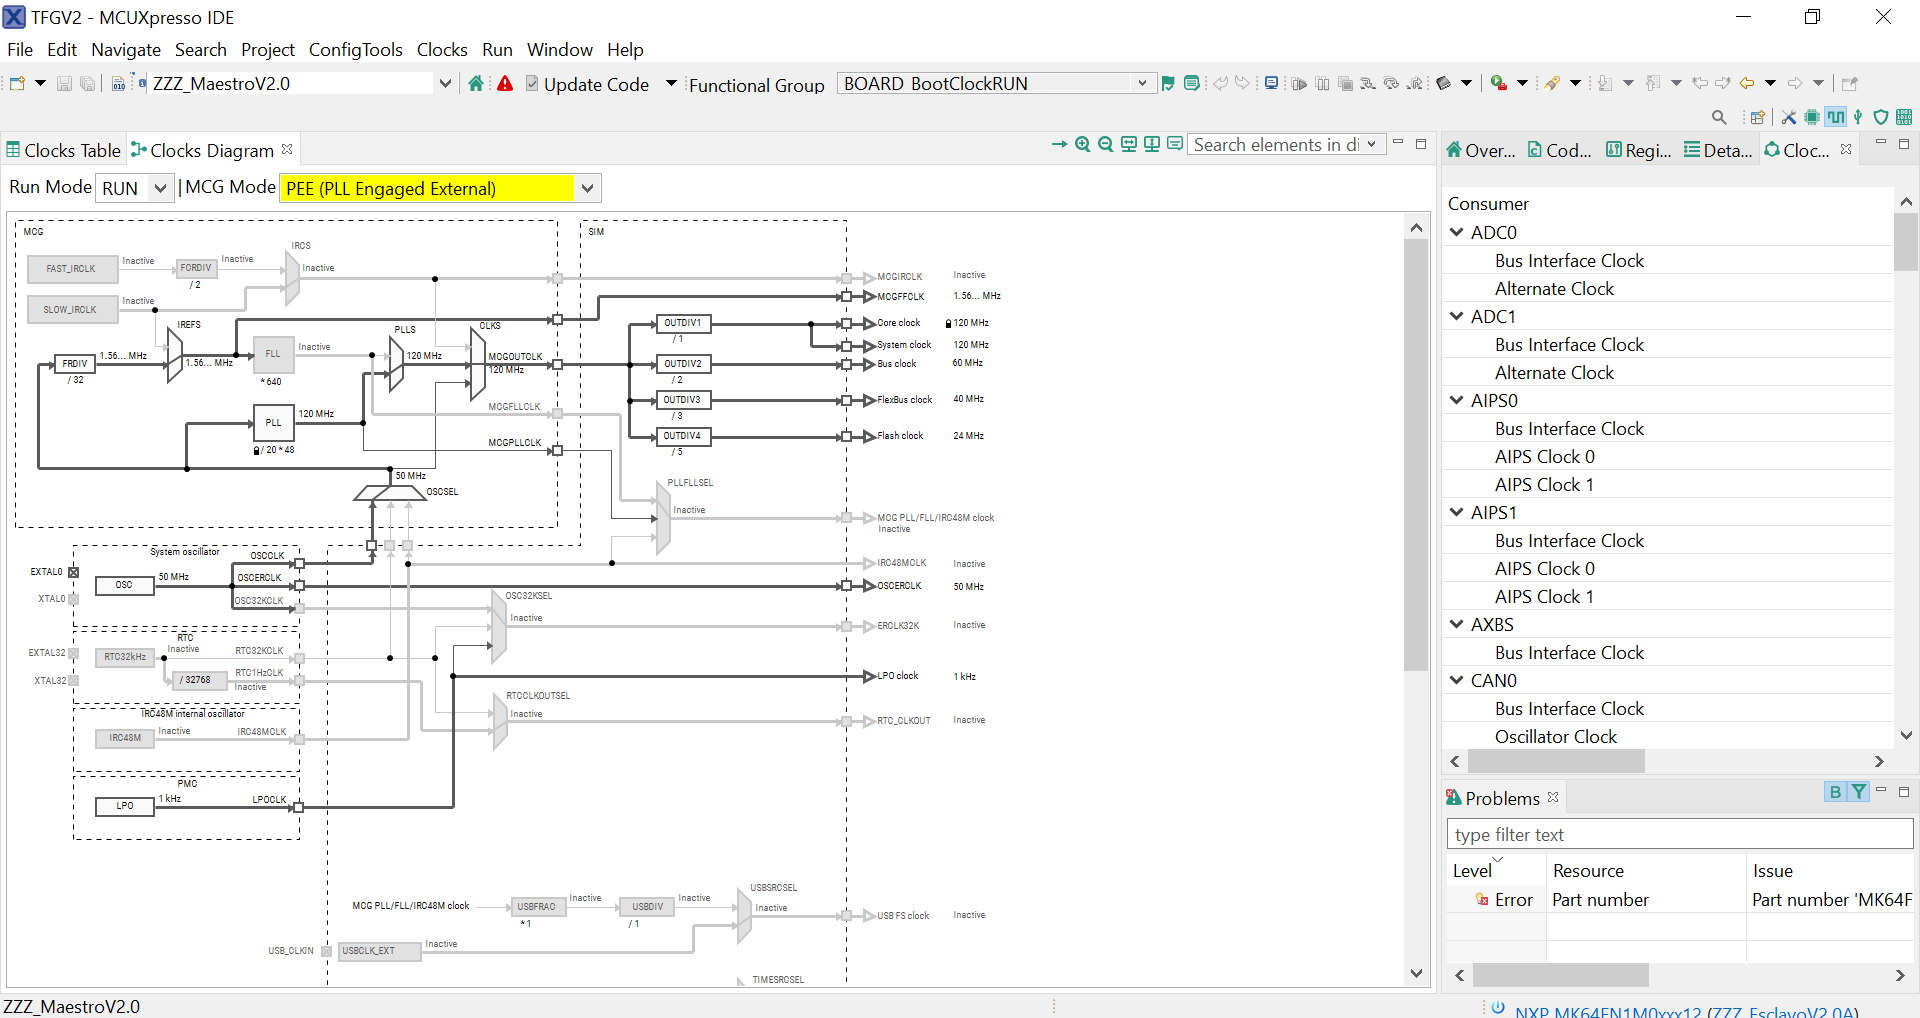 TFGV2 - MCUXpresso IDE
File Edit Navigate Search Project ConfigTools Clocks Run Window Help
ZZZ_MaestroV2.0 Update Code Functional Group BOARD_BootClockRUN
Clocks Table Clocks Diagram Search elements in di
Run Mode RUN MCG Mode PEE (PLL Engaged External)
MCG
FAST_IRCLK Inactive FCRDIV Inactive IRCS Inactive
/ 2
SLOW_IRCLK Inactive
IREFS
FRDIV 1.56... MHz 1.56... MHz
/ 32
FLL Inactive
* 640
PLLS 120 MHz CLKS
MCGOUTCLK
120 MHz
PLL 120 MHz
/ 20 * 48
MCGFLLCLK
MCGPLLCLK
50 MHz
OSCSEL
SIM
OUTDIV1
/ 1
OUTDIV2
/ 2
OUTDIV3
/ 3
OUTDIV4
/ 5
PLLFLLSEL
Inactive
MCGIRCLK Inactive
MCGFFCLK 1.56... MHz
Core clock 120 MHz
System clock 120 MHz
Bus clock 60 MHz
FlexBus clock 40 MHz
Flash clock 24 MHz
MCG PLL/FLL/IRC48M clock
Inactive
IRC48MCLK Inactive
OSCERCLK 50 MHz
ERCLK32K Inactive
LPO clock 1 kHz
RTC_CLKOUT Inactive
System oscillator
EXTAL0
XTAL0
OSC 50 MHz
OSCCLK
OSCERCLK
OSC32KCLK
OSC32KSEL
Inactive
RTC
EXTAL32
XTAL32
RTC32kHz Inactive RTC32KCLK
/ 32768 RTC1HzCLK
Inactive
RTCCLKOUTSEL
Inactive
IRC48M internal oscillator
IRC48M Inactive IRC48MCLK
PMC
LPO 1 kHz LPOCLK
MCG PLL/FLL/IRC48M clock USBFRAC Inactive USBDIV Inactive USBSRCSEL
* 1 / 1 Inactive
USB FS clock Inactive
USB_CLKIN USBCLK_EXT Inactive
TIMESRCSEL
Over... Cod... Regi... Deta... Cloc...
Consumer
ADC0
Bus Interface Clock
Alternate Clock
ADC1
Bus Interface Clock
Alternate Clock
AIPS0
Bus Interface Clock
AIPS Clock 0
AIPS Clock 1
AIPS1
Bus Interface Clock
AIPS Clock 0
AIPS Clock 1
AXBS
Bus Interface Clock
CAN0
Bus Interface Clock
Oscillator Clock
Problems
type filter text
Level Resource Issue
Error Part number Part number 'MK64F
ZZZ_MaestroV2.0
NXP MK64FN1M0xxx12 (ZZZ_EsclavoV2.0A)